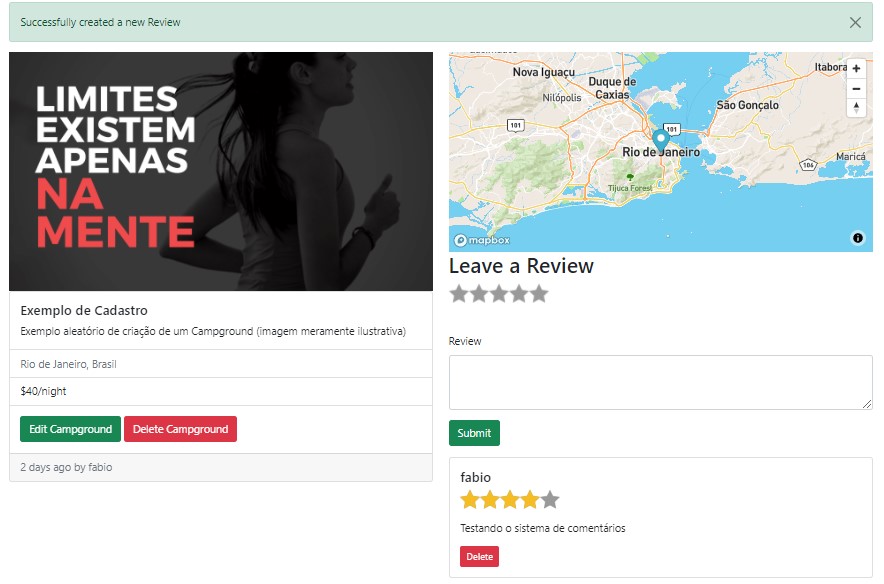 Successfully created a new Review
LIMITES
EXISTEM
APENAS
NA
MENTE
Exemplo de Cadastro
Exemplo aleatório de criação de um Campground (imagem meramente ilustrativa)
Rio de Janeiro, Brasil
$40/night
Edit Campground
Delete Campground
2 days ago by fabio
Nova Iguaçu
Duque de
Caxias
Itabora
Nilópolis
São Gonçalo
101
101
Rio de Janeiro
106
Maricá
Tijuca Forest
mapbox
Leave a Review
Review
Submit
fabio
Testando o sistema de comentários
Delete